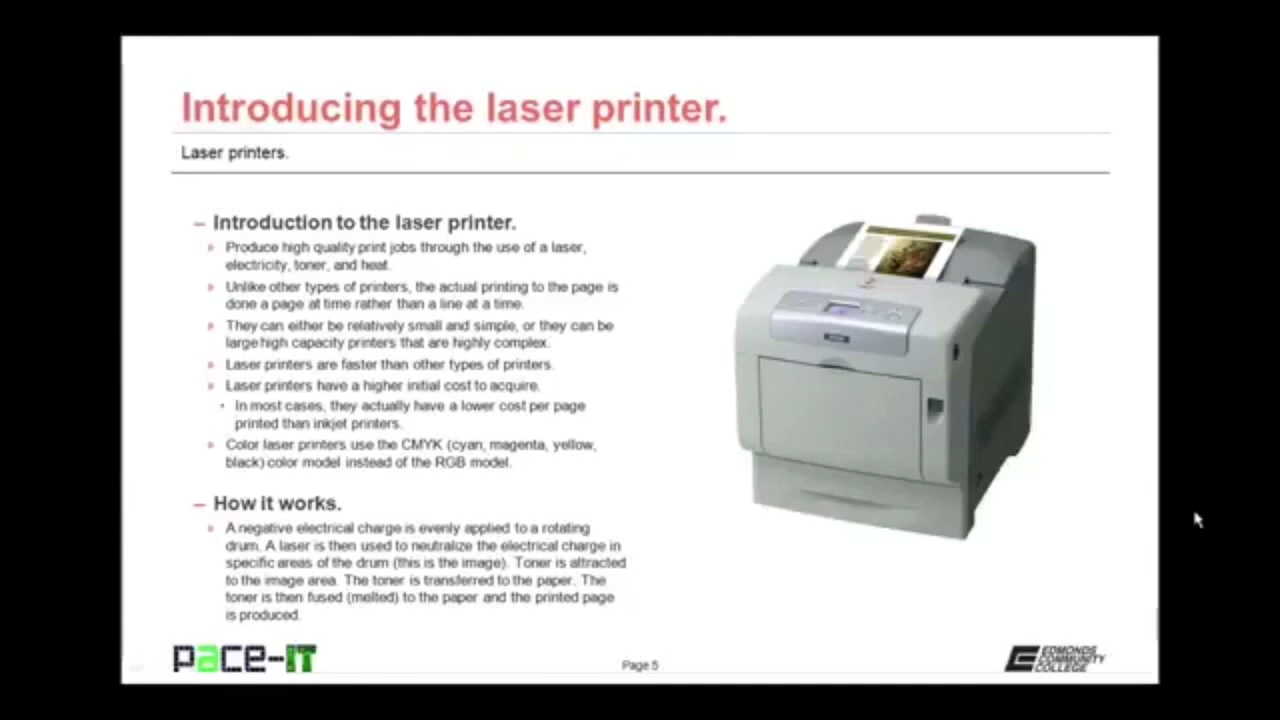 Introducing the laser printer.
Laser printers.
– Introduction to the laser printer.
» Produce high quality print jobs through the use of a laser,
electricity, toner, and heat.
» Unlike other types of printers, the actual printing to the page is
done a page at time rather than a line at a time.
» They can either be relatively small and simple, or they can be
large high capacity printers that are highly complex.
» Laser printers are faster than other types of printers.
» Laser printers have a higher initial cost to acquire.
• In most cases, they actually have a lower cost per page
printed than inkjet printers.
» Color laser printers use the CMYK (cyan, magenta, yellow,
black) color model instead of the RGB model.
– How it works.
» A negative electrical charge is evenly applied to a rotating
drum. A laser is then used to neutralize the electrical charge in
specific areas of the drum (this is the image). Toner is attracted
to the image area. The toner is transferred to the paper. The
toner is then fused (melted) to the paper and the printed page
is produced.
pace-IT
Page 5
EDMONDS
COMMUNITY
COLLEGE